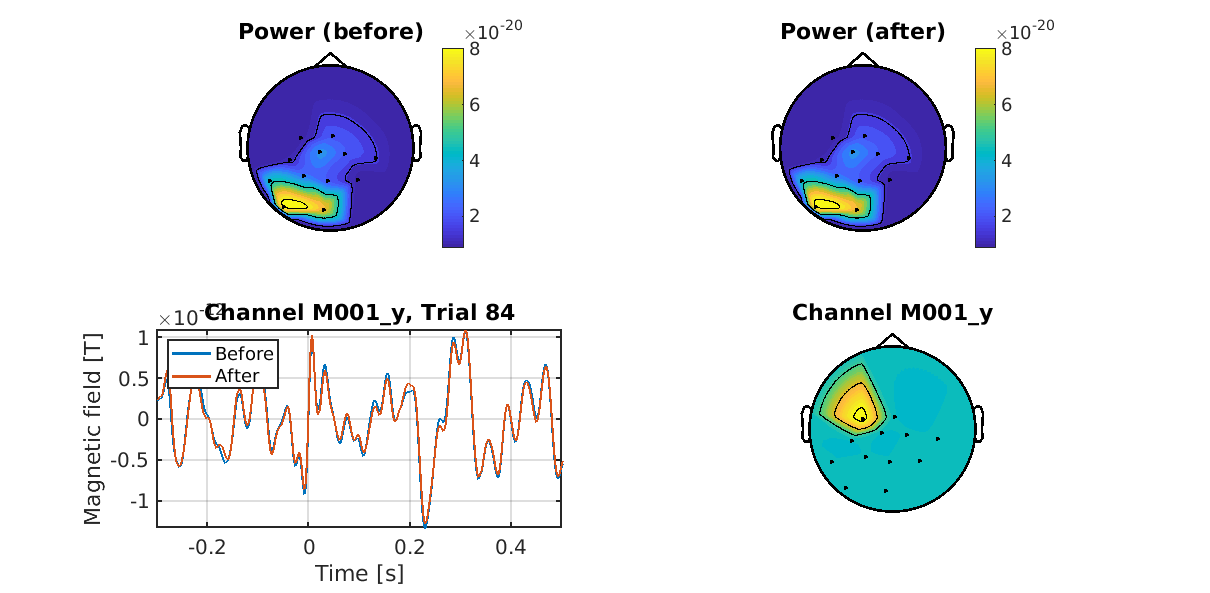 Power (before)
×10-20
8
6
4
2
Power (after)
×10-20
8
6
4
2
×10-12
Channel M001_y, Trial 84
Magnetic field [T]
1
0.5
0
-0.5
-1
Before
After
-0.2
0
0.2
0.4
Time [s]
Channel M001_y